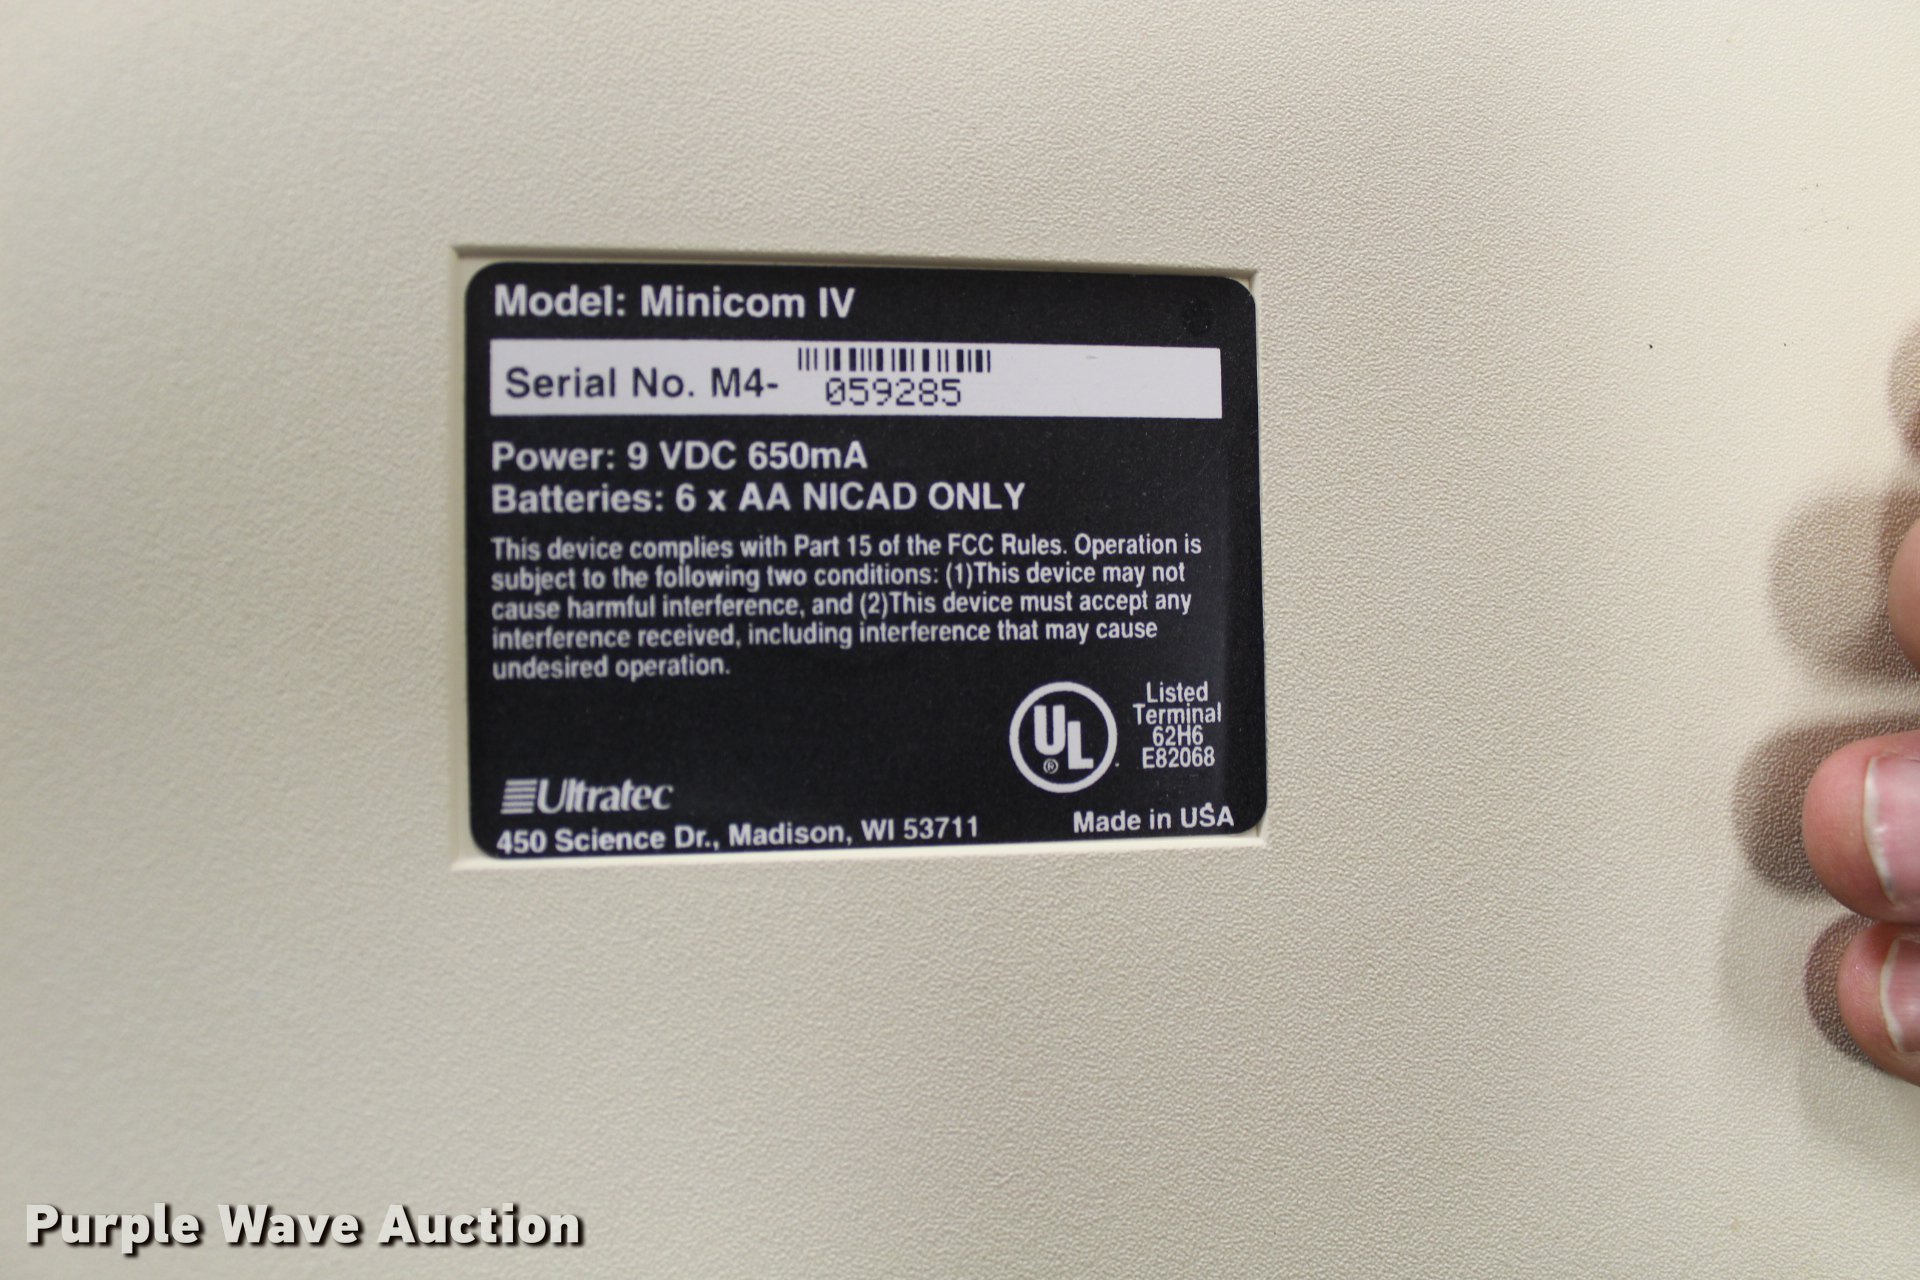 Model: Minicom IV
Serial No. M4- 059285
Power: 9 VDC 650mA
Batteries: 6 x AA NICAD ONLY
This device complies with Part 15 of the FCC Rules. Operation is
subject to the following two conditions: (1)This device may not
cause harmful interference, and (2)This device must accept any
interference received, including interference that may cause
undesired operation.
UL
®
Listed
Terminal
62H6
E82068
Ultratec
450 Science Dr., Madison, WI 53711
Made in USA
Purple Wave Auction